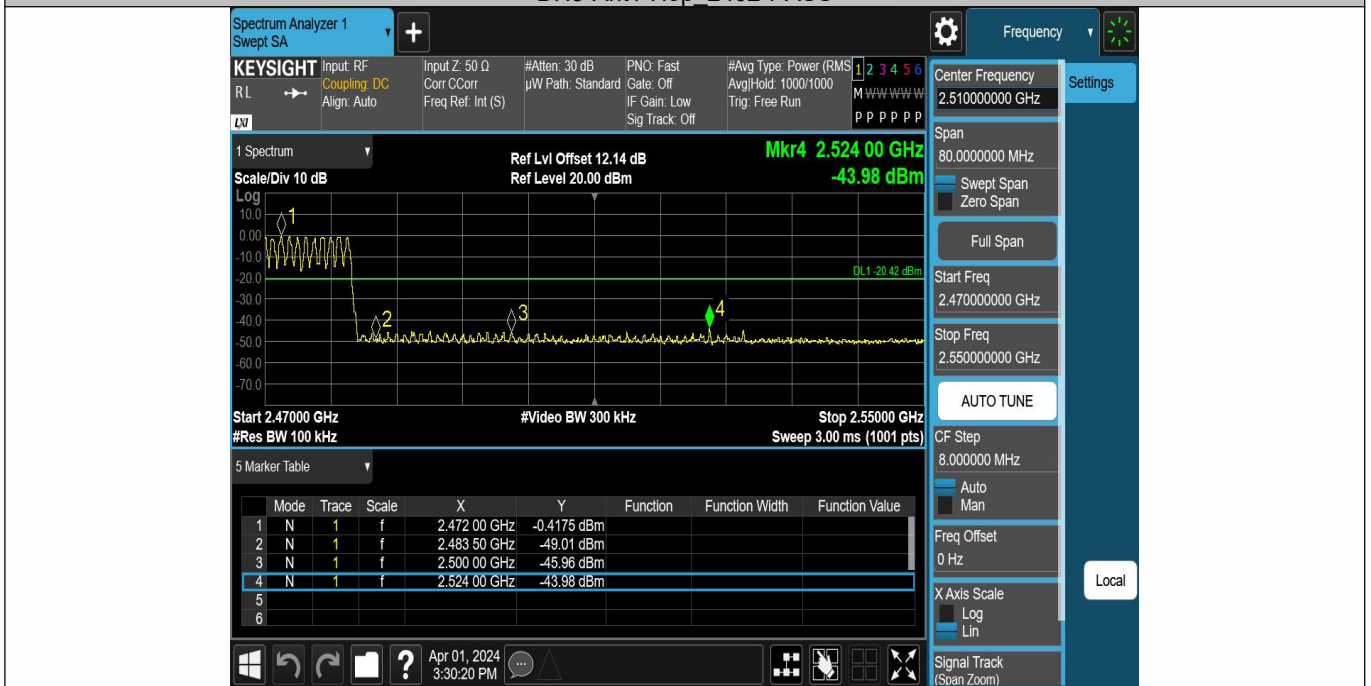 Spectrum Analyzer 1
Swept SA
Frequency
KEYSIGHT
RL
LXI
Input: RF
Coupling: DC
Align: Auto
Input Z: 50 Ω
Corr CCorr
Freq Ref: Int (S)
#Atten: 30 dB
µW Path: Standard
PNO: Fast
Gate: Off
IF Gain: Low
Sig Track: Off
#Avg Type: Power (RMS
Avg|Hold: 1000/1000
Trig: Free Run
1 2 3 4 5 6
M W W W W W
P P P P P P
1 Spectrum
Scale/Div 10 dB
Ref Lvl Offset 12.14 dB
Ref Level 20.00 dBm
Mkr4 2.524 00 GHz
-43.98 dBm
Log
10.0
0.00
-10.0
-20.0
-30.0
-40.0
-50.0
-60.0
-70.0
1
2
3
4
DL1 -20.42 dBm
Start 2.47000 GHz
#Video BW 300 kHz
Stop 2.55000 GHz
#Res BW 100 kHz
Sweep 3.00 ms (1001 pts)
5 Marker Table
Mode Trace Scale X Y Function Function Width Function Value
1 N 1 f 2.472 00 GHz -0.4175 dBm
2 N 1 f 2.483 50 GHz -49.01 dBm
3 N 1 f 2.500 00 GHz -45.96 dBm
4 N 1 f 2.524 00 GHz -43.98 dBm
5
6
Apr 01, 2024
3:30:20 PM
Center Frequency
2.510000000 GHz
Settings
Span
80.0000000 MHz
Swept Span
Zero Span
Full Span
Start Freq
2.470000000 GHz
Stop Freq
2.550000000 GHz
AUTO TUNE
CF Step
8.000000 MHz
Auto
Man
Freq Offset
0 Hz
X Axis Scale
Log
Lin
Local
Signal Track
(Span Zoom)